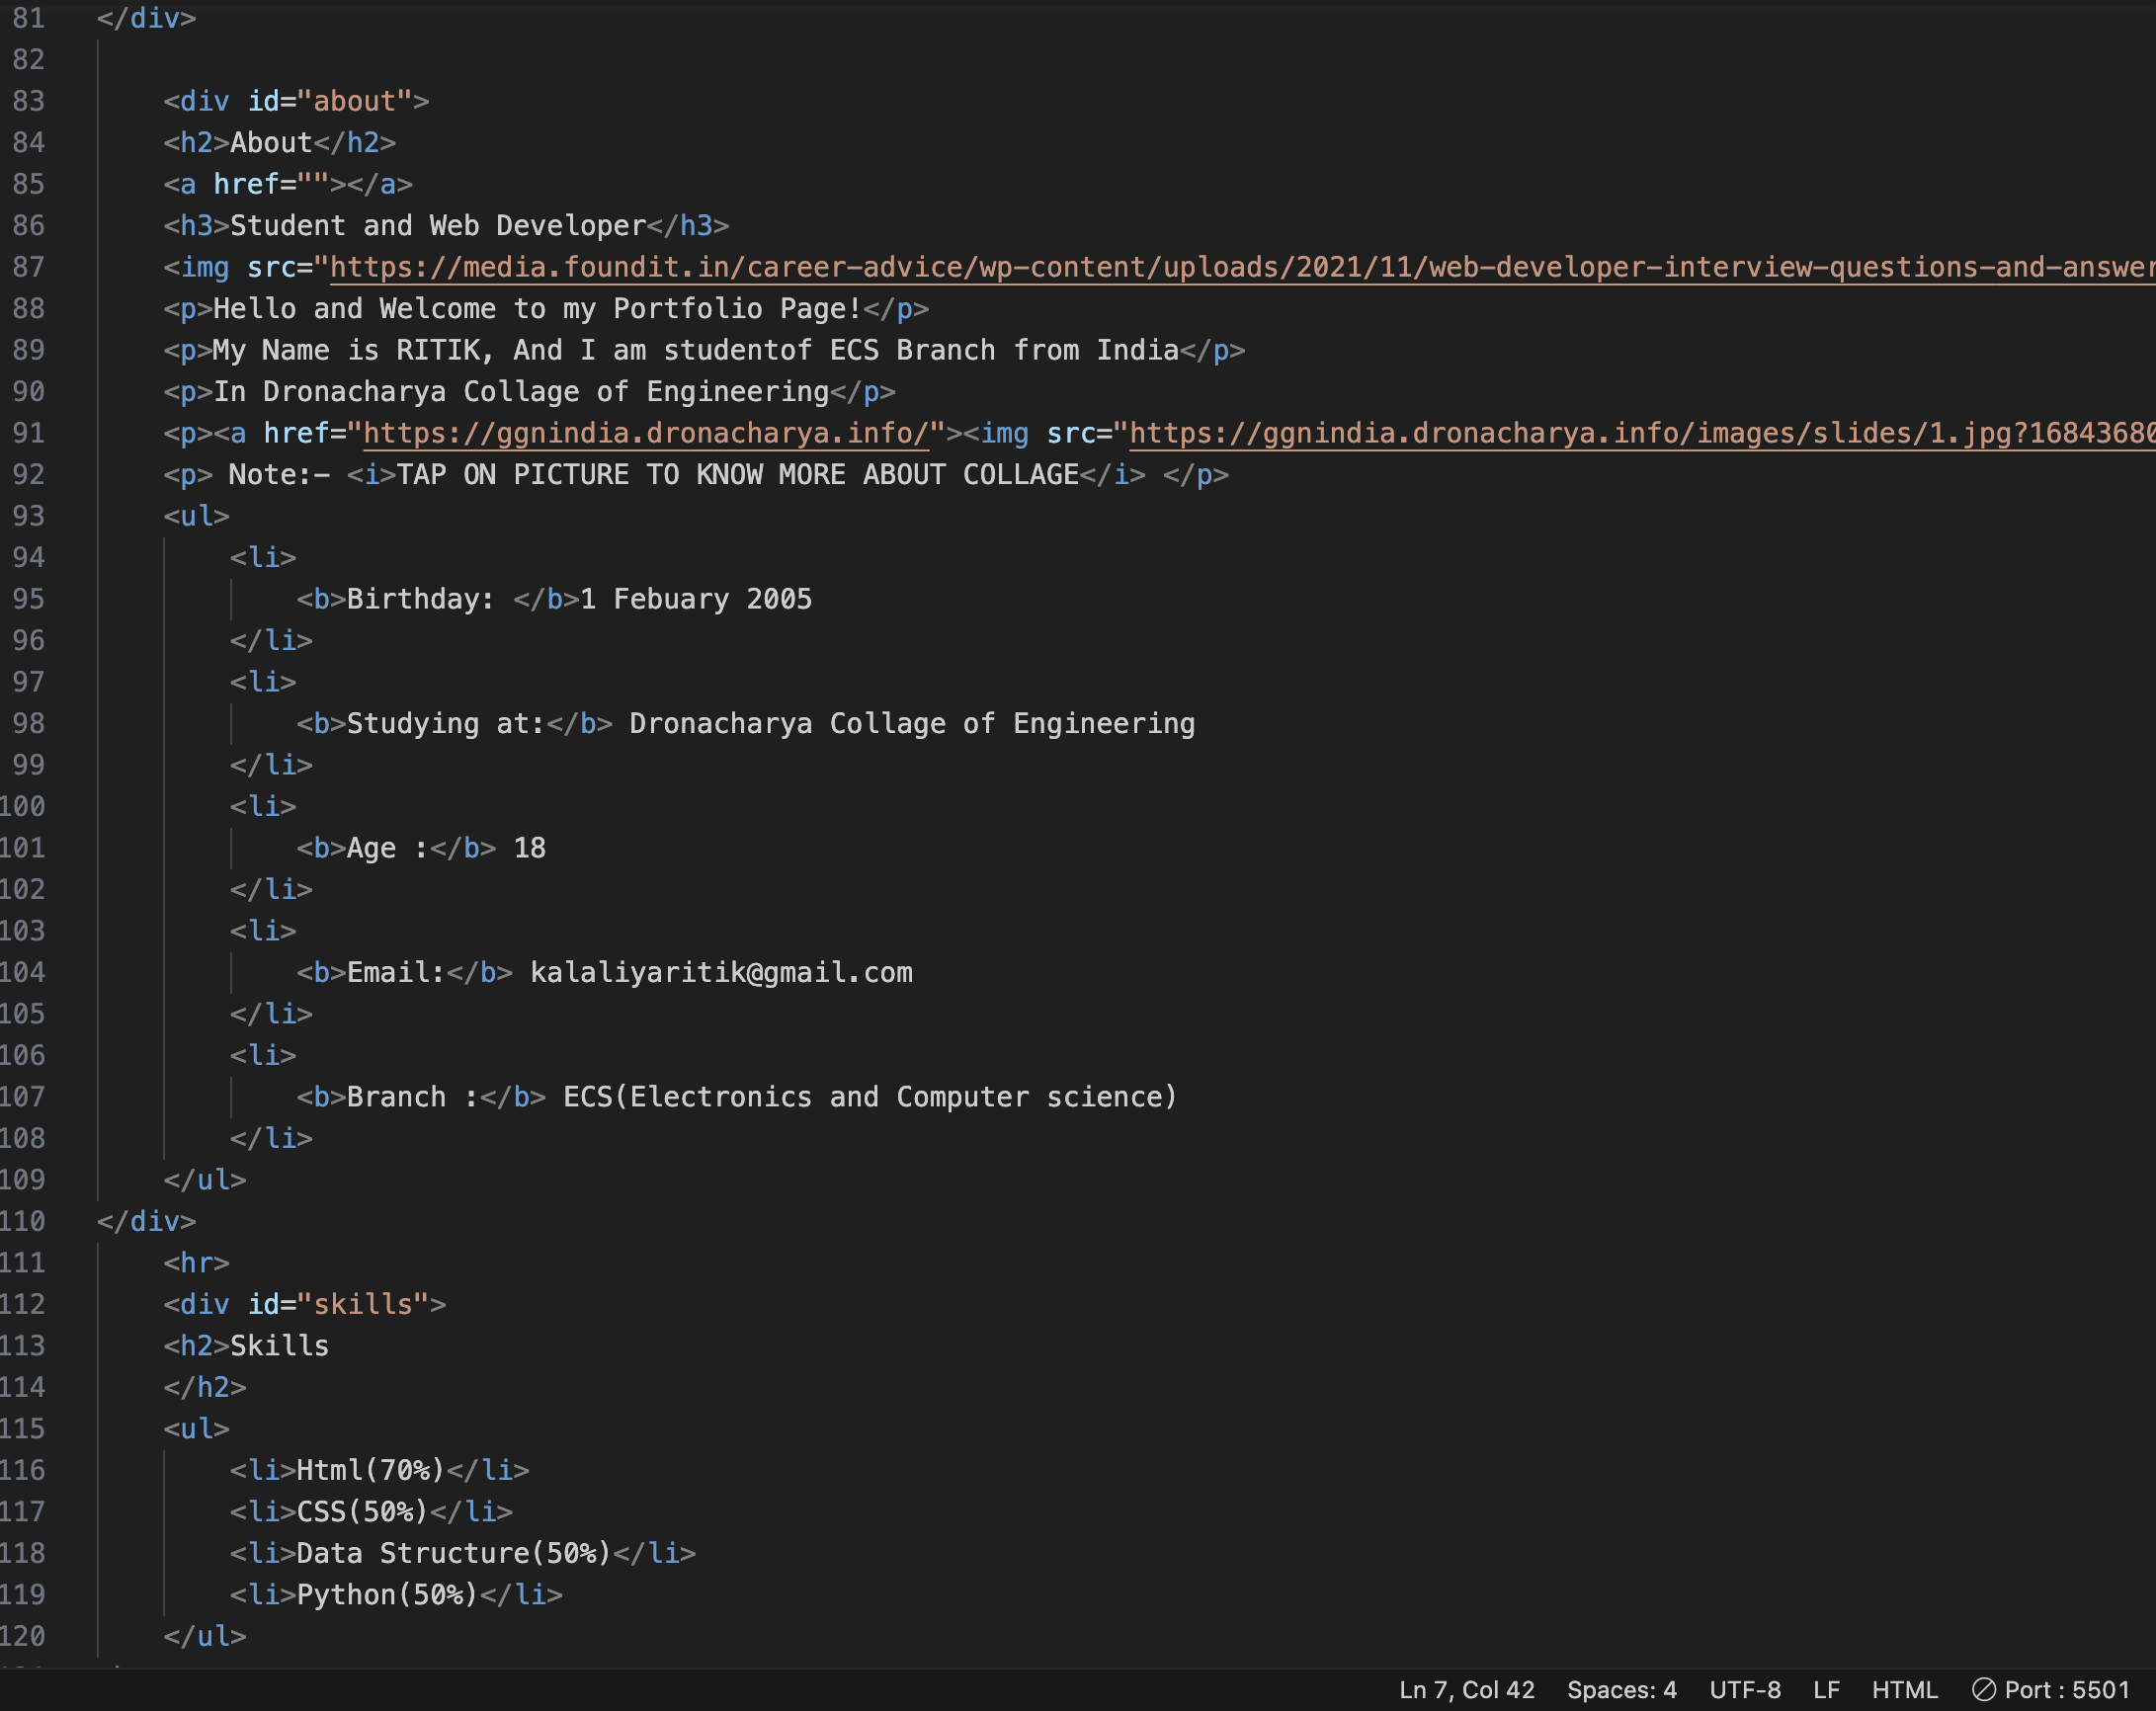 81 </div>
82
83 <div id="about">
84 <h2>About</h2>
85 <a href=""></a>
86 <h3>Student and Web Developer</h3>
87 <img src="https://media.foundit.in/career-advice/wp-content/uploads/2021/11/web-developer-interview-questions-and-answer
88 <p>Hello and Welcome to my Portfolio Page!</p>
89 <p>My Name is RITIK, And I am studentof ECS Branch from India</p>
90 <p>In Dronacharya Collage of Engineering</p>
91 <p><a href="https://ggnindia.dronacharya.info/"><img src="https://ggnindia.dronacharya.info/images/slides/1.jpg?16843680
92 <p> Note:- <i>TAP ON PICTURE TO KNOW MORE ABOUT COLLAGE</i> </p>
93 <ul>
94 <li>
95 <b>Birthday: </b>1 Febuary 2005
96 </li>
97 <li>
98 <b>Studying at:</b> Dronacharya Collage of Engineering
99 </li>
100 <li>
101 <b>Age :</b> 18
102 </li>
103 <li>
104 <b>Email:</b> kalaliyaritik@gmail.com
105 </li>
106 <li>
107 <b>Branch :</b> ECS(Electronics and Computer science)
108 </li>
109 </ul>
110 </div>
111 <hr>
112 <div id="skills">
113 <h2>Skills
114 </h2>
115 <ul>
116 <li>Html(70%)</li>
117 <li>CSS(50%)</li>
118 <li>Data Structure(50%)</li>
119 <li>Python(50%)</li>
120 </ul>
Ln 7, Col 42 Spaces: 4 UTF-8 LF HTML Port : 5501